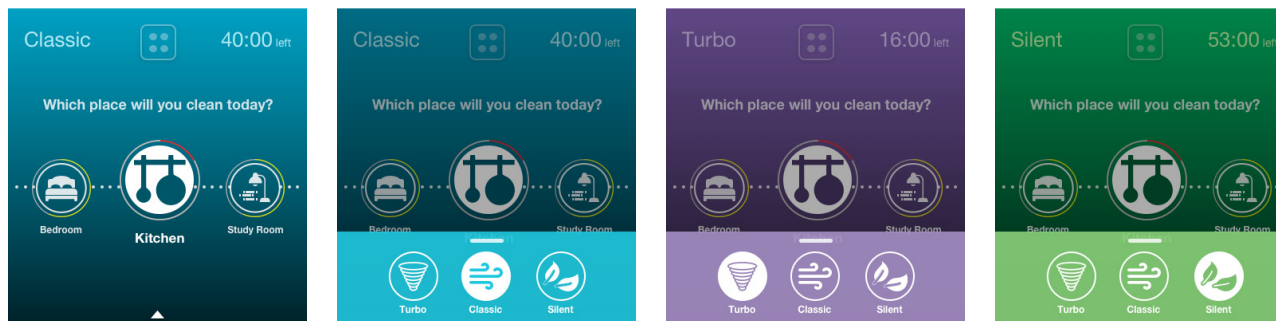 Classic 40:00 left
Which place will you clean today?
Bedroom Kitchen Study Room
Classic 40:00 left
Which place will you clean today?
Bedroom Kitchen Study Room
Turbo Classic Silent
Turbo 16:00 left
Which place will you clean today?
Bedroom Kitchen Study Room
Turbo Classic Silent
Silent 53:00 left
Which place will you clean today?
Bedroom Kitchen Study Room
Turbo Classic Silent